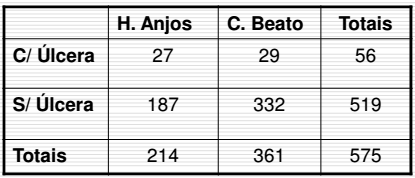 H. Anjos C. Beato Totais
C/ Úlcera 27 29 56
S/ Úlcera 187 332 519
Totais 214 361 575